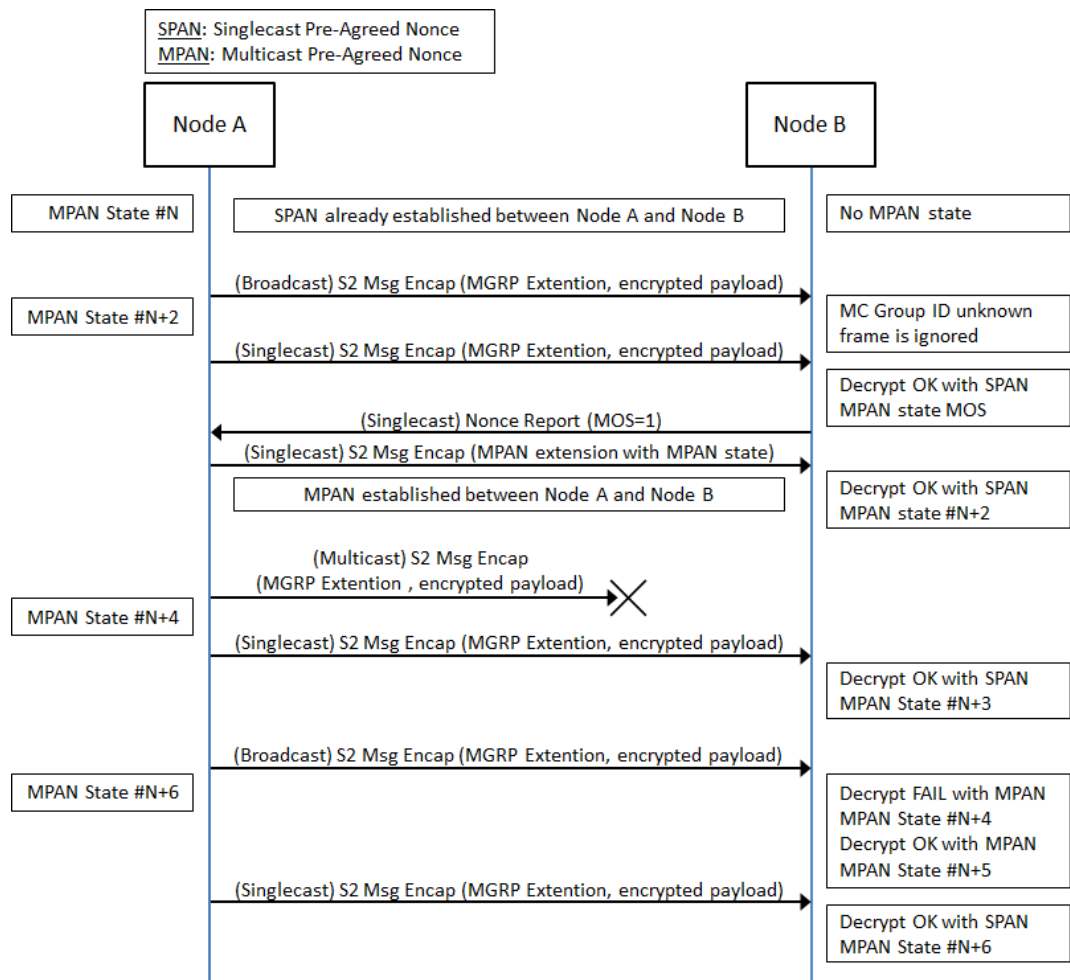 SPAN: Singlecast Pre-Agreed Nonce
MPAN: Multicast Pre-Agreed Nonce
Node A
Node B
MPAN State #N
SPAN already established between Node A and Node B
No MPAN state
(Broadcast) S2 Msg Encap (MGRP Extention, encrypted payload)
MPAN State #N+2
MC Group ID unknown
frame is ignored
(Singlecast) S2 Msg Encap (MGRP Extention, encrypted payload)
Decrypt OK with SPAN
MPAN state MOS
(Singlecast) Nonce Report (MOS=1)
(Singlecast) S2 Msg Encap (MPAN extension with MPAN state)
MPAN established between Node A and Node B
Decrypt OK with SPAN
MPAN state #N+2
(Multicast) S2 Msg Encap
(MGRP Extention , encrypted payload)
MPAN State #N+4
(Singlecast) S2 Msg Encap (MGRP Extention, encrypted payload)
Decrypt OK with SPAN
MPAN State #N+3
(Broadcast) S2 Msg Encap (MGRP Extention, encrypted payload)
MPAN State #N+6
Decrypt FAIL with MPAN
MPAN State #N+4
Decrypt OK with MPAN
MPAN State #N+5
(Singlecast) S2 Msg Encap (MGRP Extention, encrypted payload)
Decrypt OK with SPAN
MPAN State #N+6